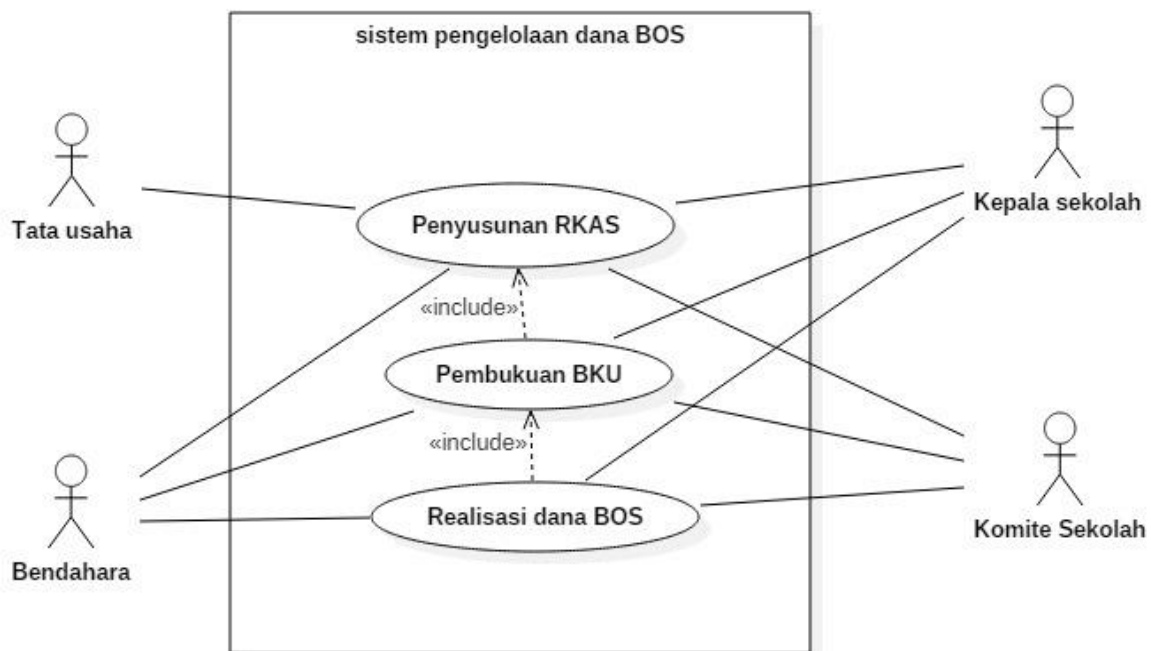 sistem pengelolaan dana BOS
Tata usaha
Kepala sekolah
Penyusunan RKAS
«include»
Pembukuan BKU
«include»
Realisasi dana BOS
Bendahara
Komite Sekolah